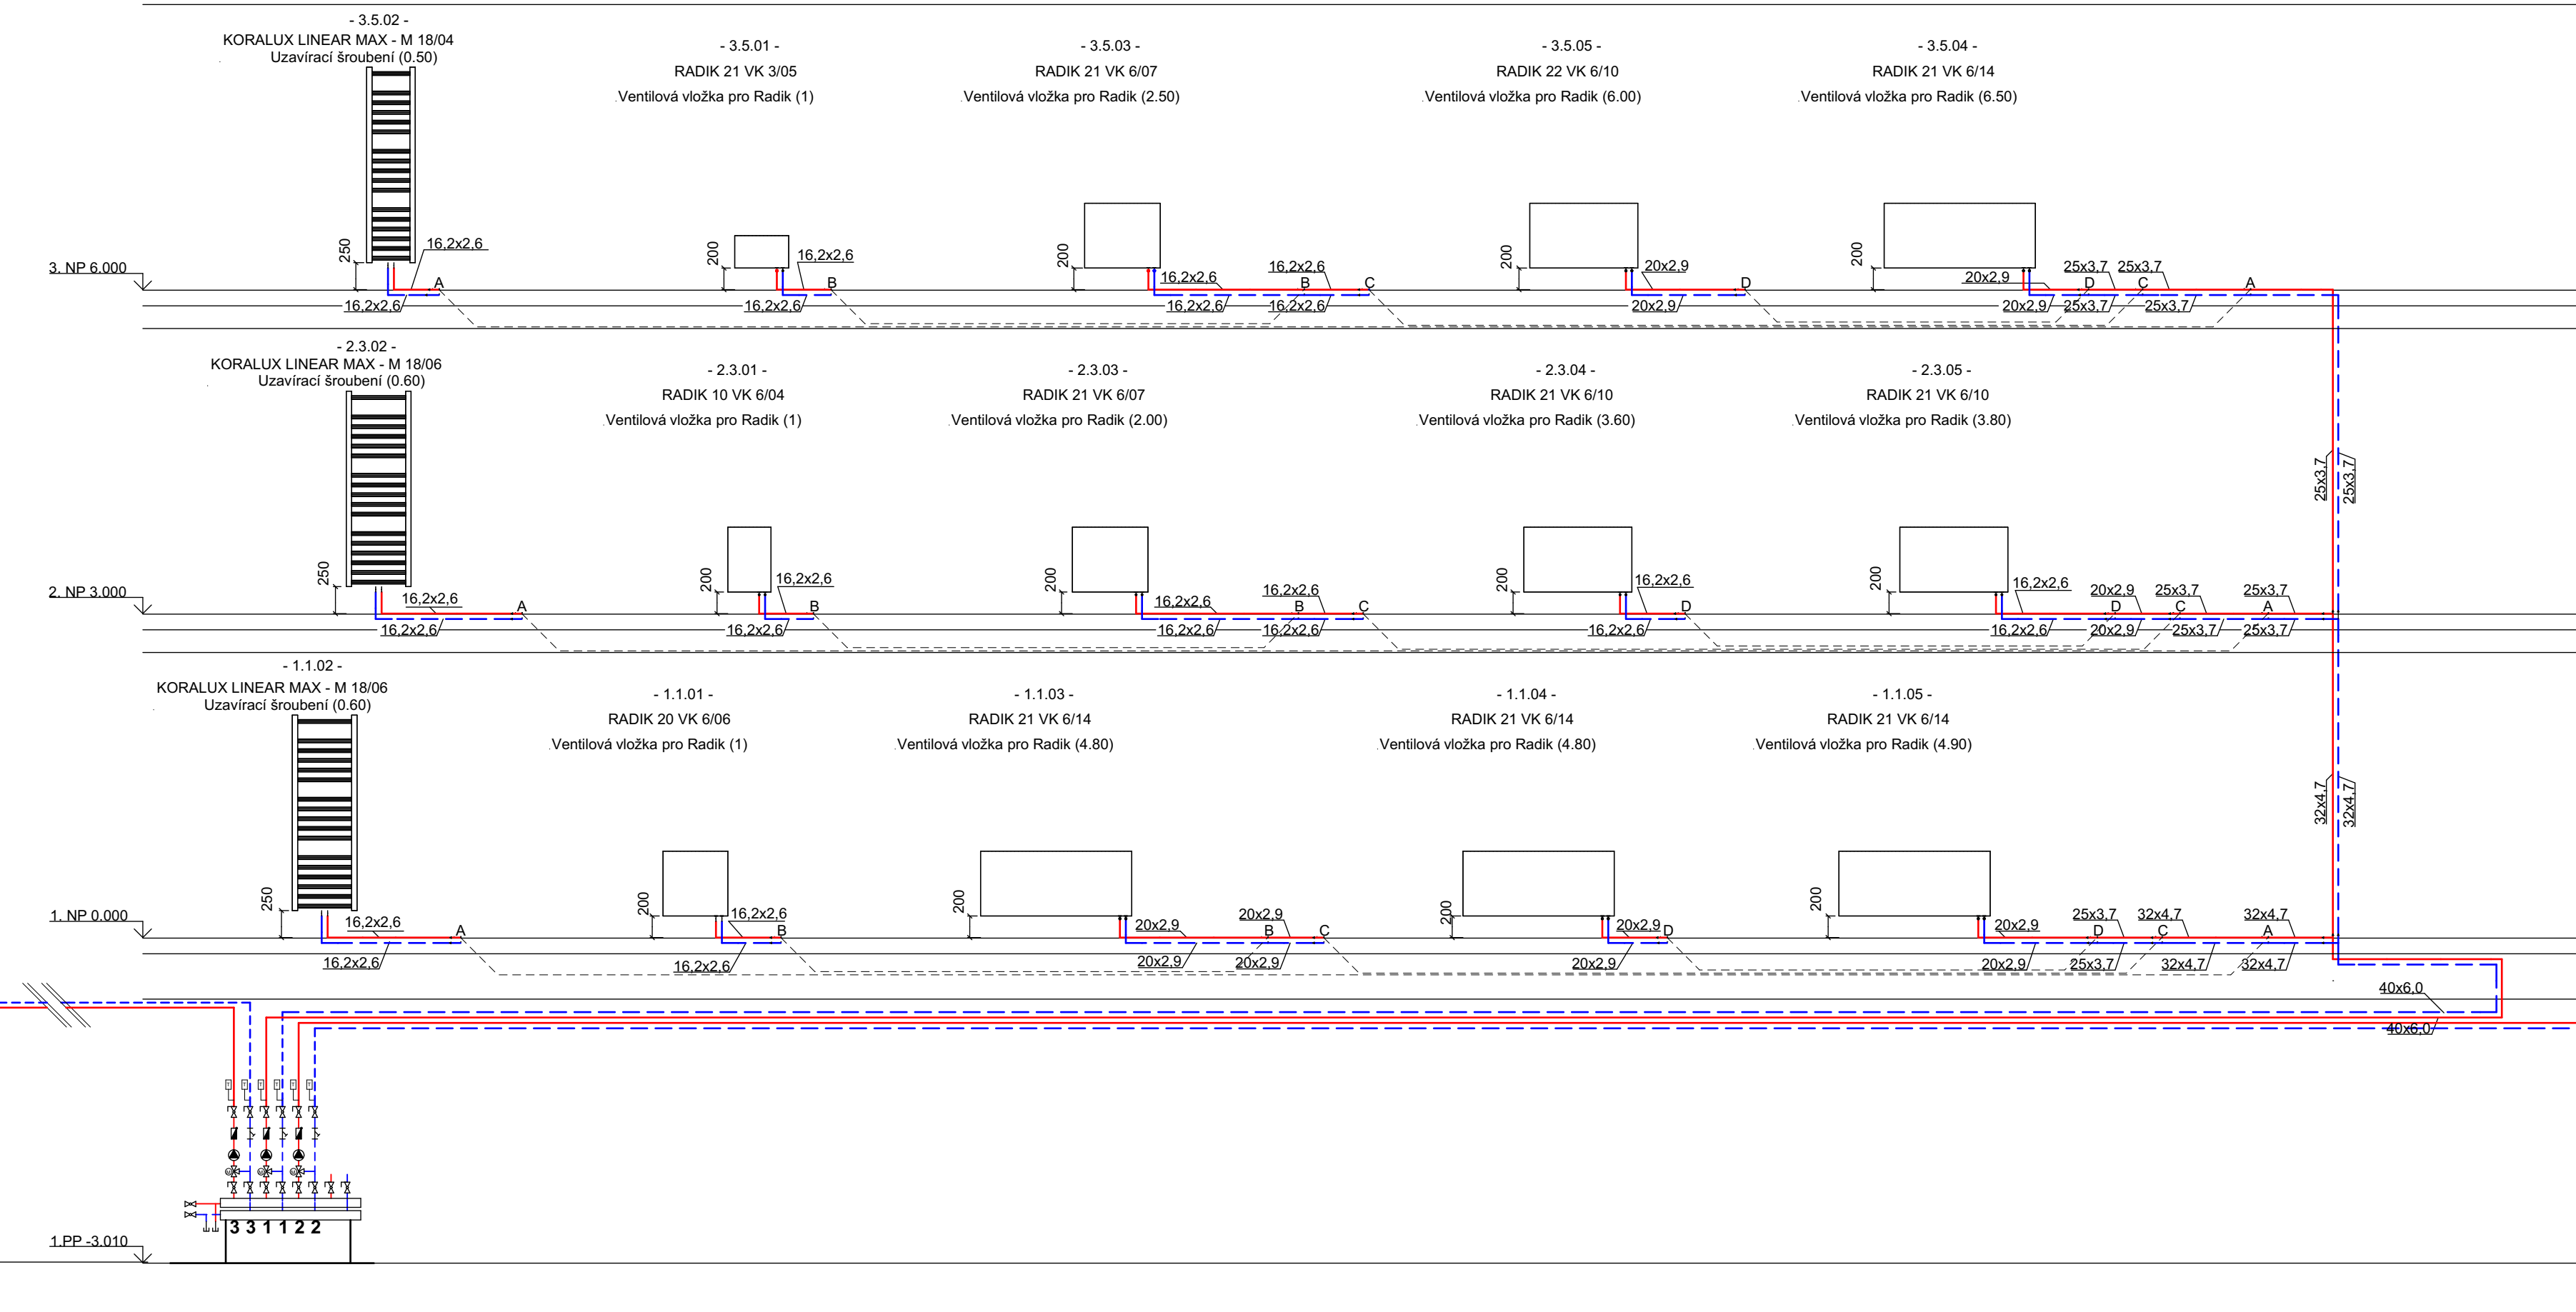 - 3.5.02 -
KORALUX LINEAR MAX - M 18/04
Uzavírací šroubení (0.50)
- 3.5.01 -
RADIK 21 VK 3/05
Ventilová vložka pro Radik (1)
- 3.5.03 -
RADIK 21 VK 6/07
Ventilová vložka pro Radik (2.50)
- 3.5.05 -
RADIK 22 VK 6/10
Ventilová vložka pro Radik (6.00)
- 3.5.04 -
RADIK 21 VK 6/14
Ventilová vložka pro Radik (6.50)
3. NP 6.000
250
16,2x2,6
A
16,2x2,6
200
16,2x2,6
B
16,2x2,6
200
16,2x2,6
16,2x2,6
B
C
16,2x2,6
16,2x2,6
200
20x2,9
D
20x2,9
200
20x2,9
25x3,7
25x3,7
D
C
A
20x2,9
25x3,7
25x3,7
- 2.3.02 -
KORALUX LINEAR MAX - M 18/06
Uzavírací šroubení (0.60)
- 2.3.01 -
RADIK 10 VK 6/04
Ventilová vložka pro Radik (1)
- 2.3.03 -
RADIK 21 VK 6/07
Ventilová vložka pro Radik (2.00)
- 2.3.04 -
RADIK 21 VK 6/10
Ventilová vložka pro Radik (3.60)
- 2.3.05 -
RADIK 21 VK 6/10
Ventilová vložka pro Radik (3.80)
25x3,7
25x3,7
2. NP 3.000
250
16,2x2,6
A
16,2x2,6
200
16,2x2,6
B
16,2x2,6
200
16,2x2,6
16,2x2,6
B
C
16,2x2,6
16,2x2,6
200
16,2x2,6
D
16,2x2,6
200
16,2x2,6
20x2,9
25x3,7
25x3,7
D
C
A
16,2x2,6
20x2,9
25x3,7
25x3,7
- 1.1.02 -
KORALUX LINEAR MAX - M 18/06
Uzavírací šroubení (0.60)
- 1.1.01 -
RADIK 20 VK 6/06
Ventilová vložka pro Radik (1)
- 1.1.03 -
RADIK 21 VK 6/14
Ventilová vložka pro Radik (4.80)
- 1.1.04 -
RADIK 21 VK 6/14
Ventilová vložka pro Radik (4.80)
- 1.1.05 -
RADIK 21 VK 6/14
Ventilová vložka pro Radik (4.90)
32x4,7
32x4,7
1. NP 0.000
250
16,2x2,6
A
16,2x2,6
200
16,2x2,6
B
16,2x2,6
200
20x2,9
20x2,9
B
C
20x2,9
20x2,9
200
20x2,9
D
20x2,9
200
20x2,9
25x3,7
32x4,7
32x4,7
D
C
A
20x2,9
25x3,7
32x4,7
32x4,7
40x6,0
40x6,0
3 3 1 1 2 2
1.PP -3.010